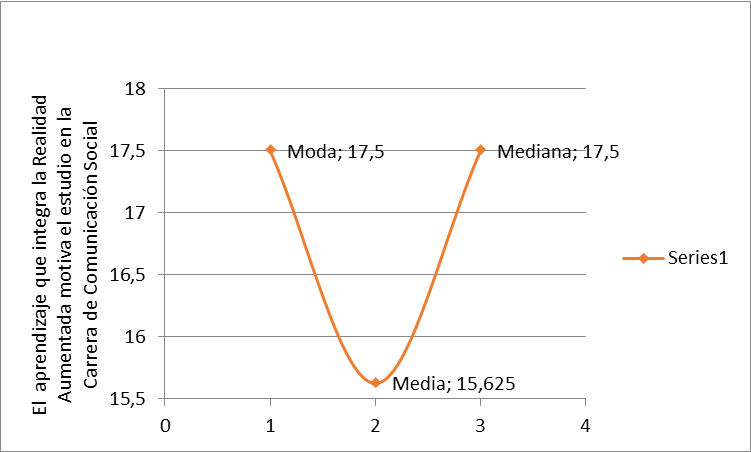 El aprendizaje que integra la Realidad
Aumentada motiva el estudio en la
Carrera de Comunicación Social
18
17,5
17
16,5
16
15,5
Moda; 17,5
Mediana; 17,5
Media; 15,625
Series1
0
1
2
3
4